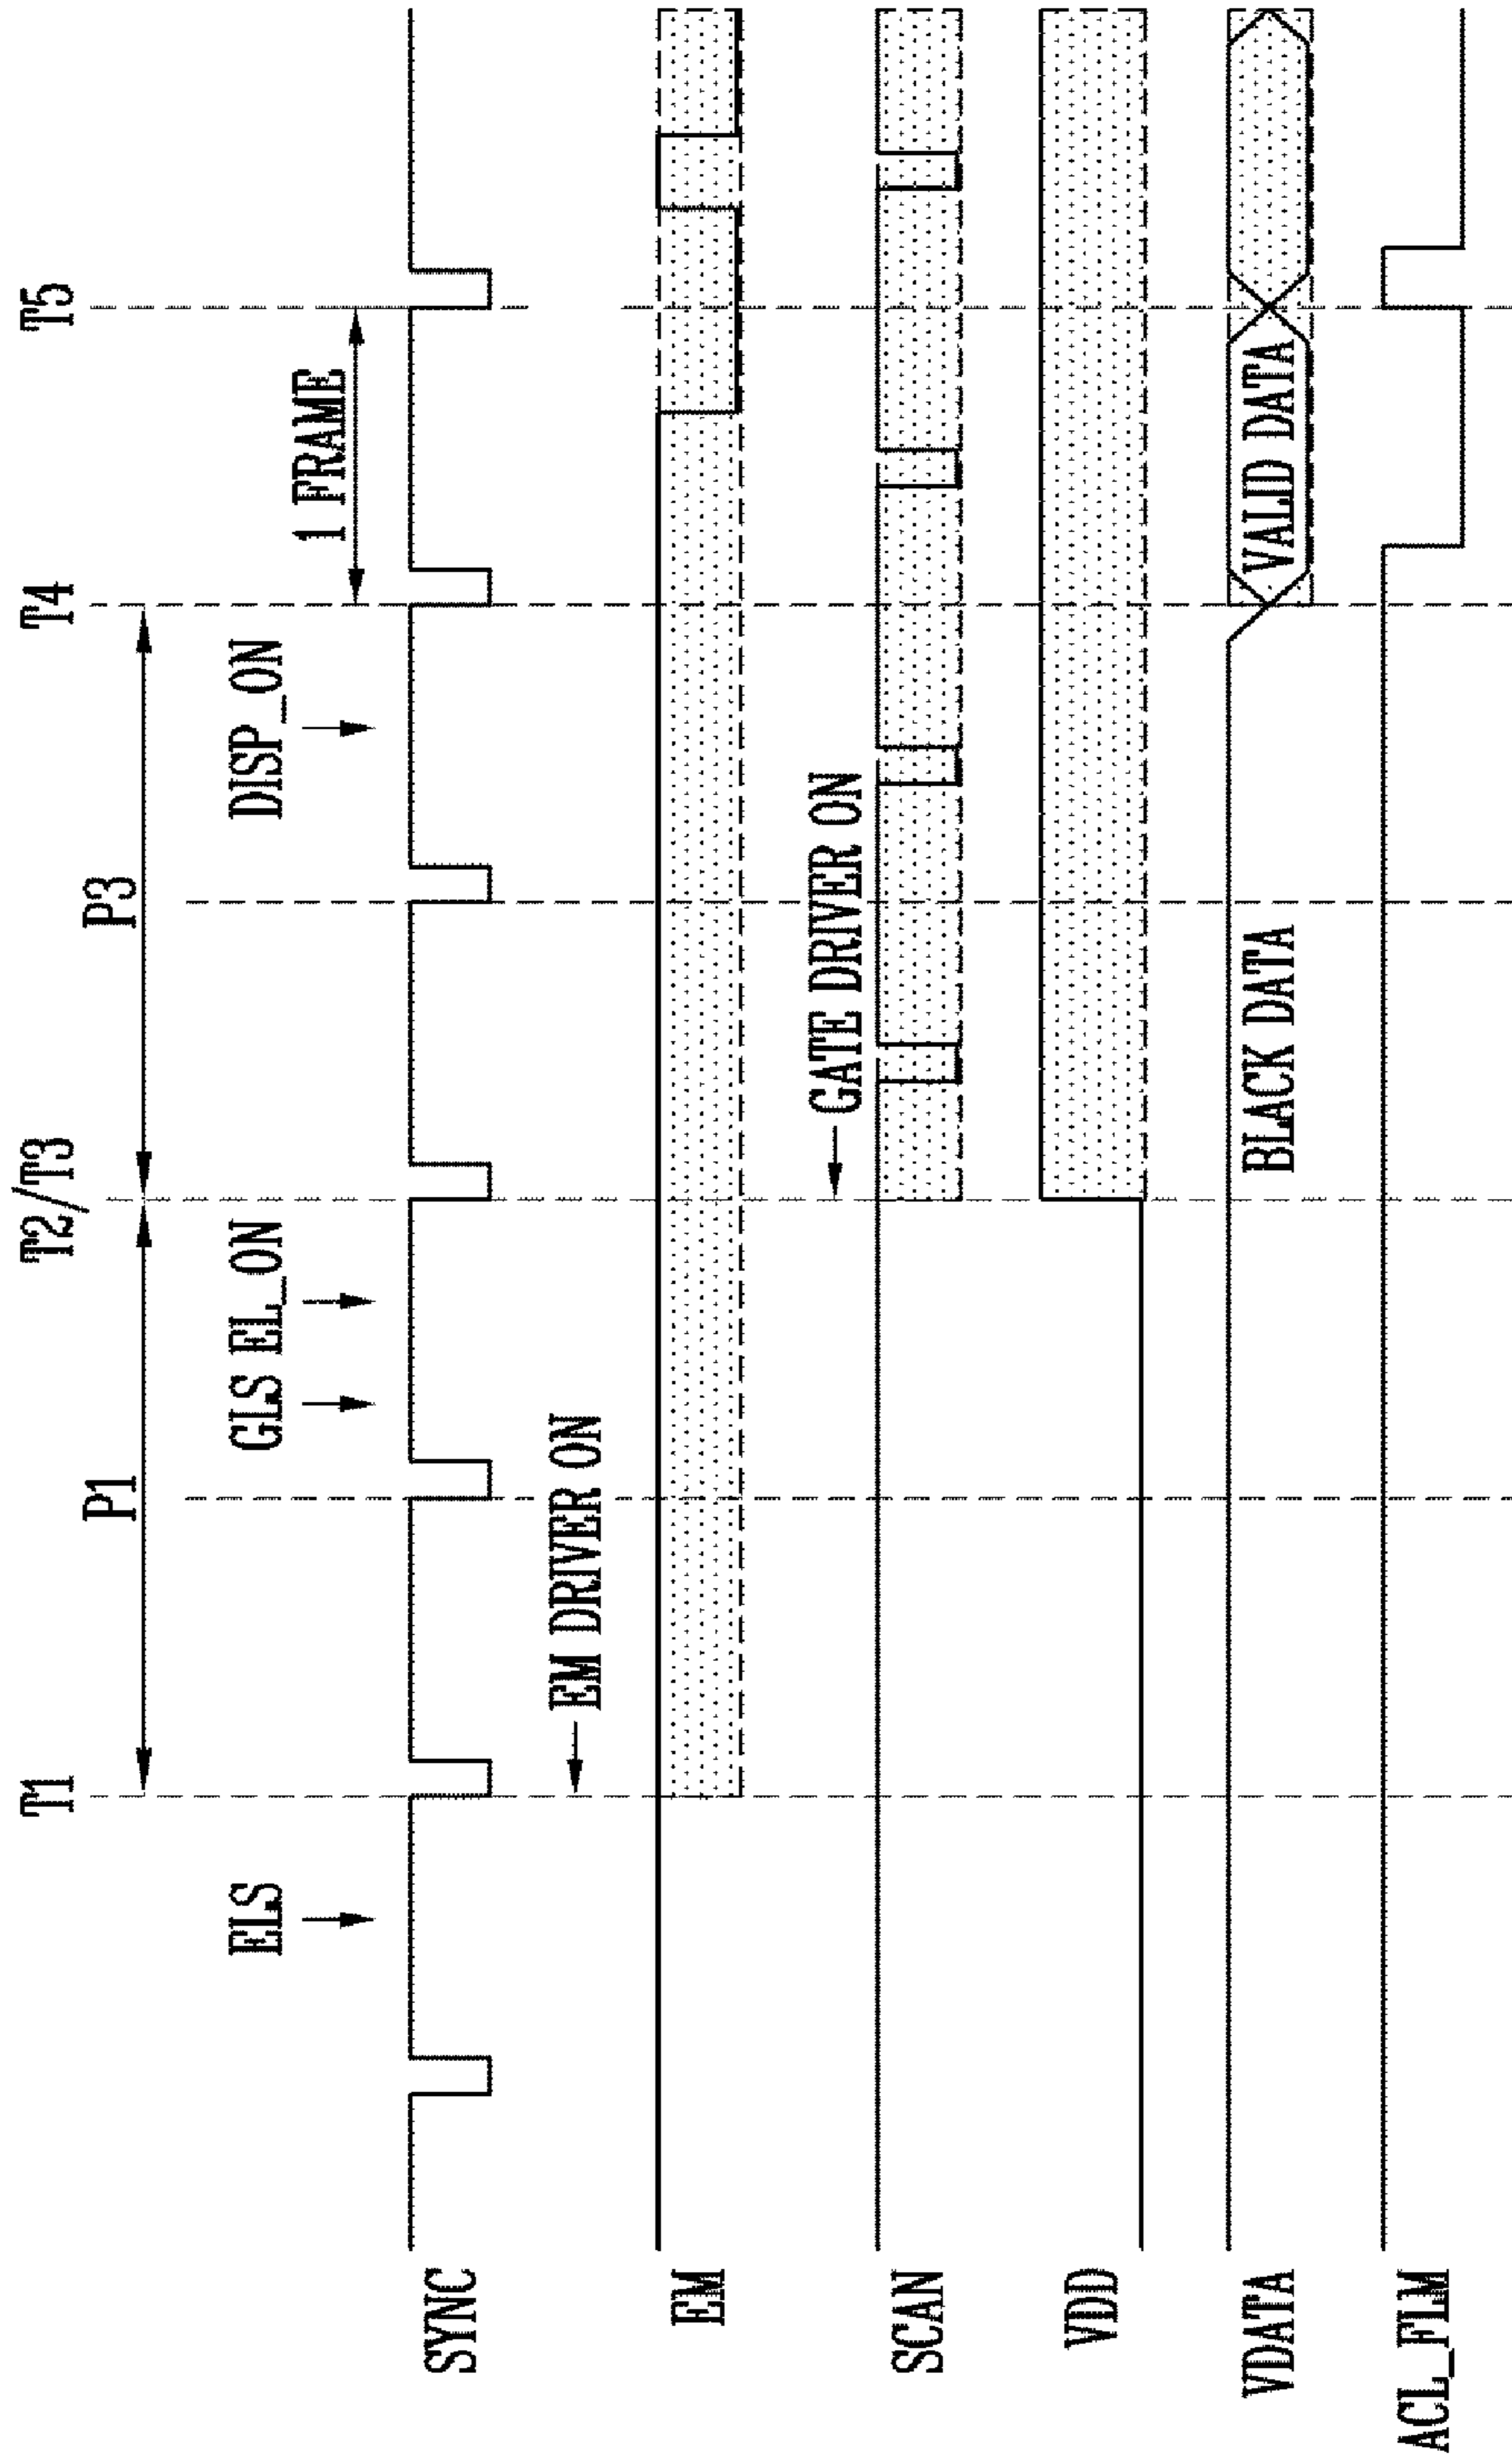 T1
T2/T3
T4
T5
P1
P3
ELS
GLS EL_ON
DISP_ON
1 FRAME
SYNC
EM DRIVER ON
EM
GATE DRIVER ON
SCAN
VDD
VDATA
BLACK DATA
VALID DATA
ACL_FLM